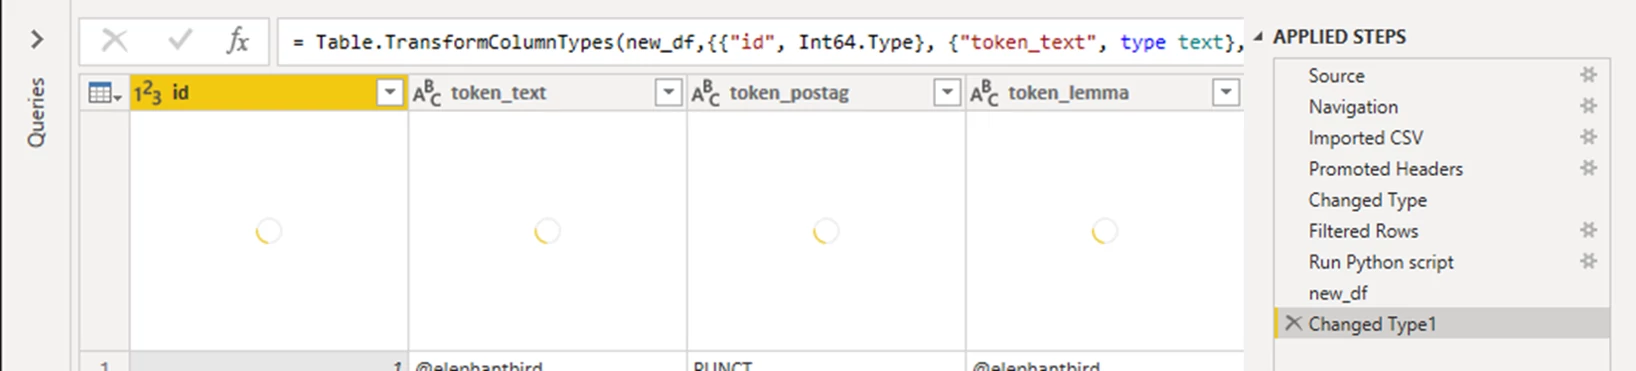 Queries
fx = Table.TransformColumnTypes(new_df,{{"id", Int64.Type}, {"token_text", type text},
123 id ABC token_text ABC token_postag ABC token_lemma
1 1 @elephantbird PUNCT @elephantbird
APPLIED STEPS
Source
Navigation
Imported CSV
Promoted Headers
Changed Type
Filtered Rows
Run Python script
new_df
Changed Type1